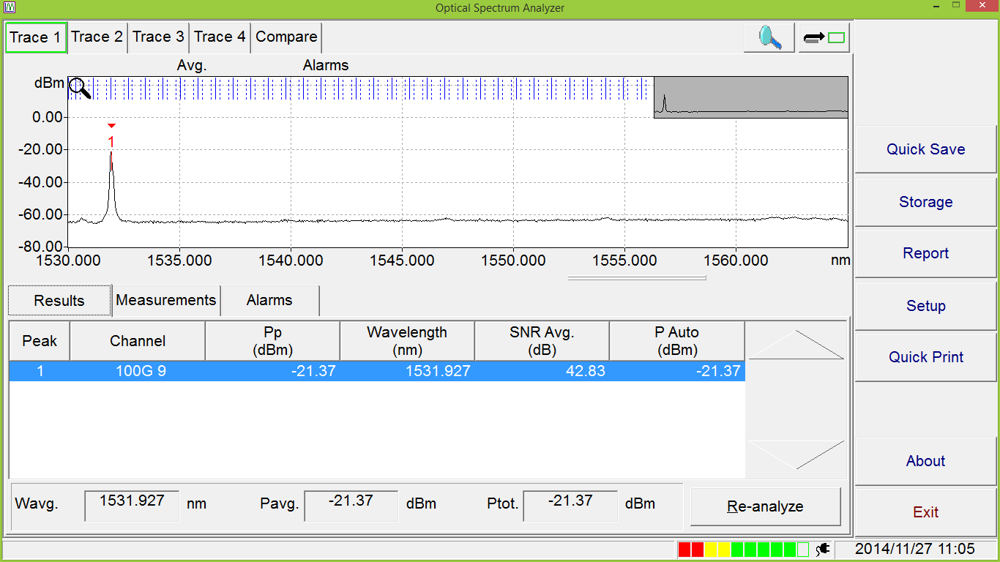 Optical Spectrum Analyzer
Trace 1 Trace 2 Trace 3 Trace 4 Compare
Avg. Alarms
dBm
0.00
1
-20.00
-40.00
-60.00
-80.00
1530.000 1535.000 1540.000 1545.000 1550.000 1555.000 1560.000 nm
Results Measurements Alarms
Peak Channel Pp (dBm) Wavelength (nm) SNR Avg. (dB) P Auto (dBm)
1 100G 9 -21.37 1531.927 42.83 -21.37
Wavg. 1531.927 nm Pavg. -21.37 dBm Ptot. -21.37 dBm Re-analyze
Quick Save
Storage
Report
Setup
Quick Print
About
Exit
2014/11/27 11:05